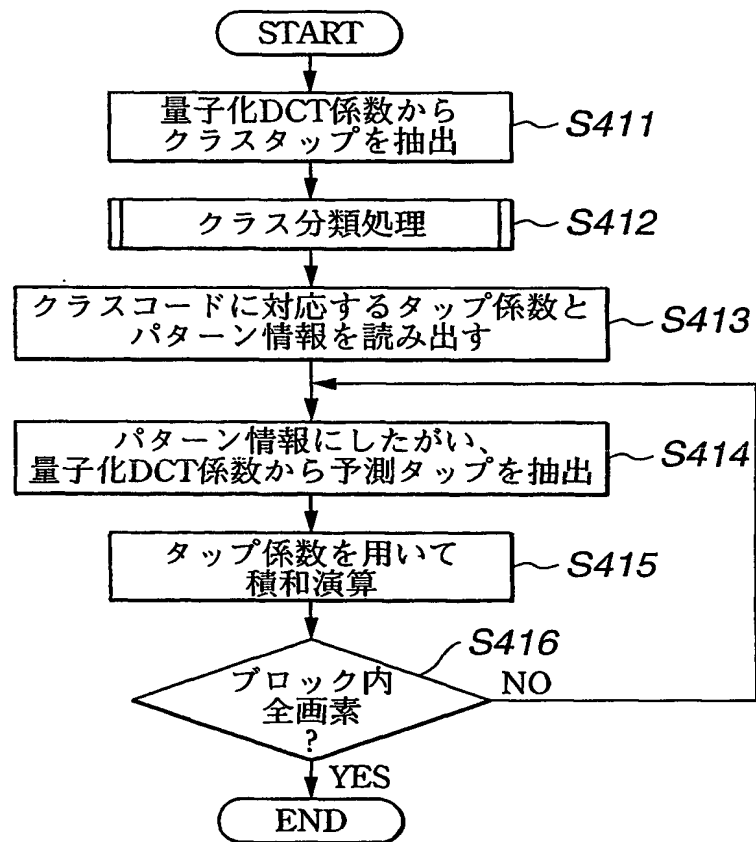 START
量子化DCT係数から
クラスタップを抽出
S411
クラス分類処理
S412
クラスコードに対応するタップ係数と
パターン情報を読み出す
S413
パターン情報にしたがい、
量子化DCT係数から予測タップを抽出
S414
タップ係数を用いて
積和演算
S415
S416
ブロック内
全画素
?
NO
YES
END